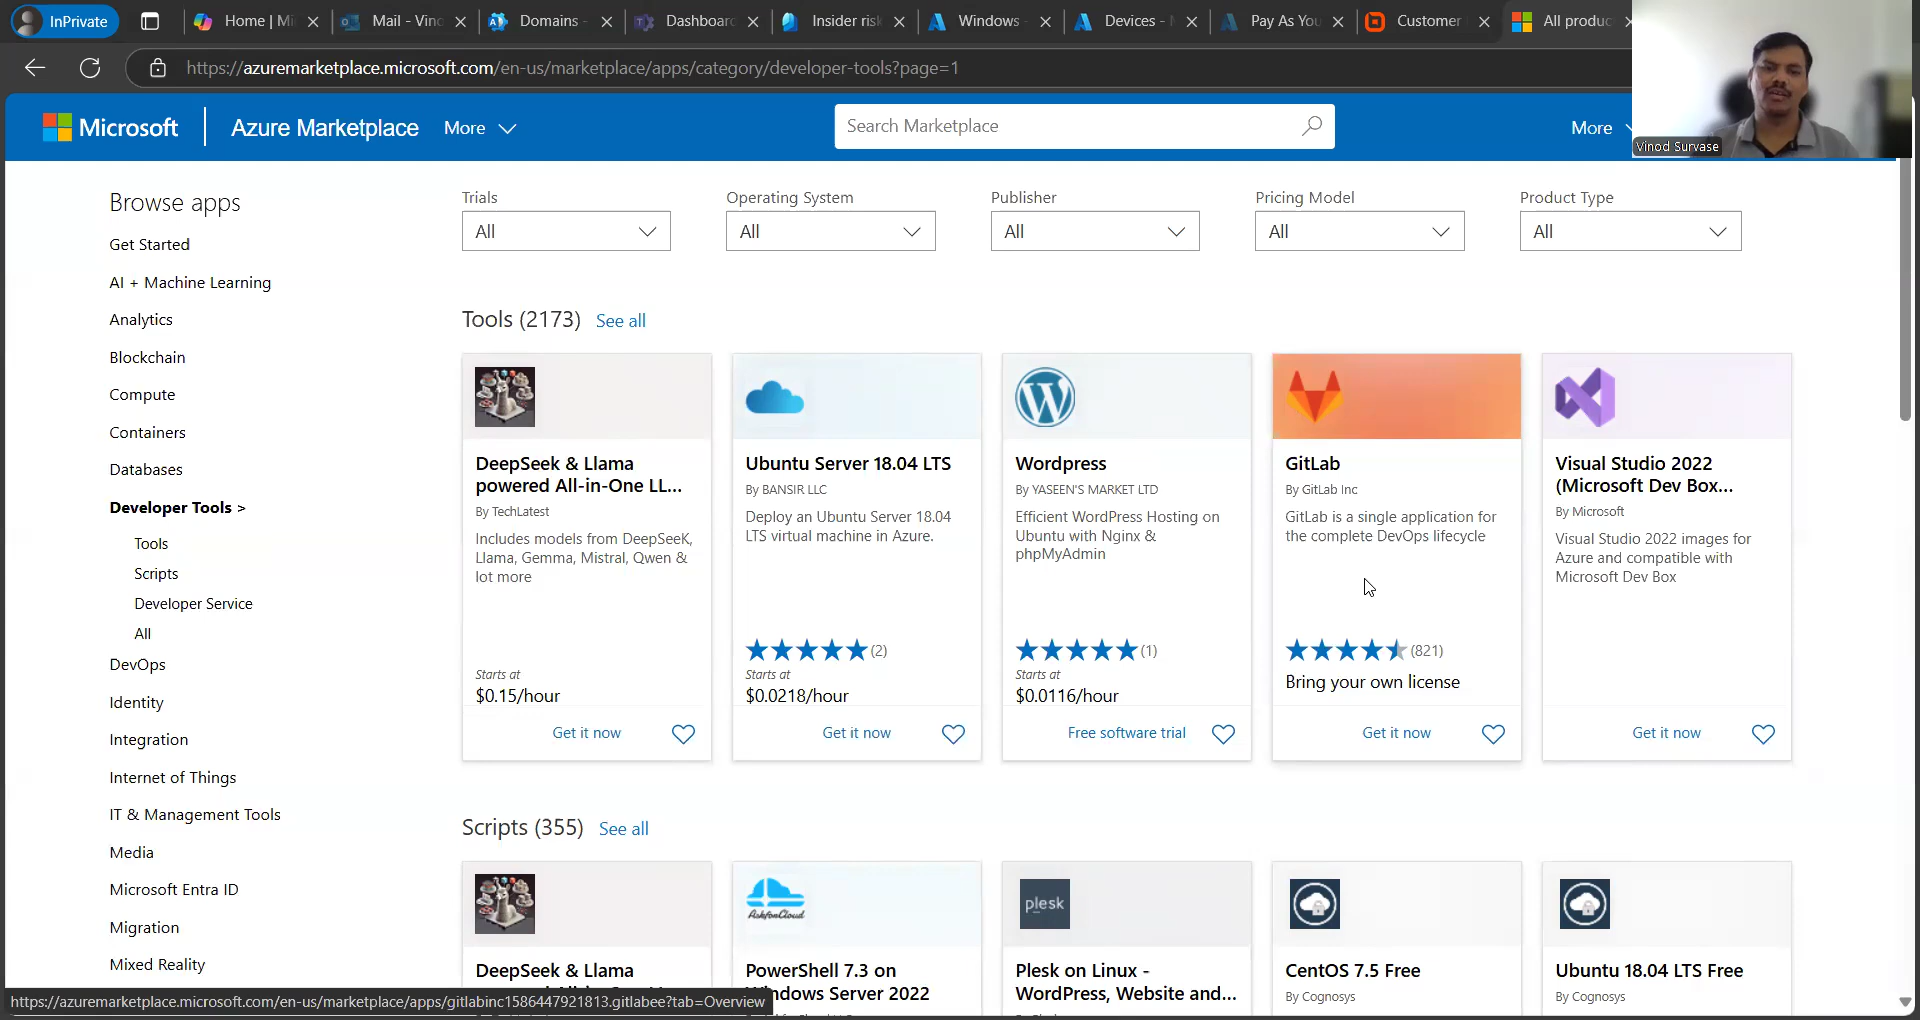 InPrivate
Home | Mi
Mail - Vinc
Domains -
Dashboard
Insider risk
Windows -
Devices -
Pay As You
Customer
All produc
https://azuremarketplace.microsoft.com/en-us/marketplace/apps/category/developer-tools?page=1
Microsoft
Azure Marketplace
More
Search Marketplace
More
Vinod Survase
Browse apps
Get Started
AI + Machine Learning
Analytics
Blockchain
Compute
Containers
Databases
Developer Tools >
Tools
Scripts
Developer Service
All
DevOps
Identity
Integration
Internet of Things
IT & Management Tools
Media
Microsoft Entra ID
Migration
Mixed Reality
Trials
All
Operating System
All
Publisher
All
Pricing Model
All
Product Type
All
Tools (2173) See all
DeepSeek & Llama
powered All-in-One LL...
By TechLatest
Includes models from DeepSeeK,
Llama, Gemma, Mistral, Qwen &
lot more
Starts at
$0.15/hour
Get it now
Ubuntu Server 18.04 LTS
By BANSIR LLC
Deploy an Ubuntu Server 18.04
LTS virtual machine in Azure.
(2)
Starts at
$0.0218/hour
Get it now
Wordpress
By YASEEN'S MARKET LTD
Efficient WordPress Hosting on
Ubuntu with Nginx &
phpMyAdmin
(1)
Starts at
$0.0116/hour
Free software trial
GitLab
By GitLab Inc
GitLab is a single application for
the complete DevOps lifecycle
(821)
Bring your own license
Get it now
Visual Studio 2022
(Microsoft Dev Box...
By Microsoft
Visual Studio 2022 images for
Azure and compatible with
Microsoft Dev Box
Get it now
Scripts (355) See all
DeepSeek & Llama
AskforCloud
PowerShell 7.3 on
Windows Server 2022
plesk
Plesk on Linux -
WordPress, Website and...
CentOS 7.5 Free
By Cognosys
Ubuntu 18.04 LTS Free
By Cognosys
https://azuremarketplace.microsoft.com/en-us/marketplace/apps/gitlabinc1586447921813.gitlabee?tab=Overview